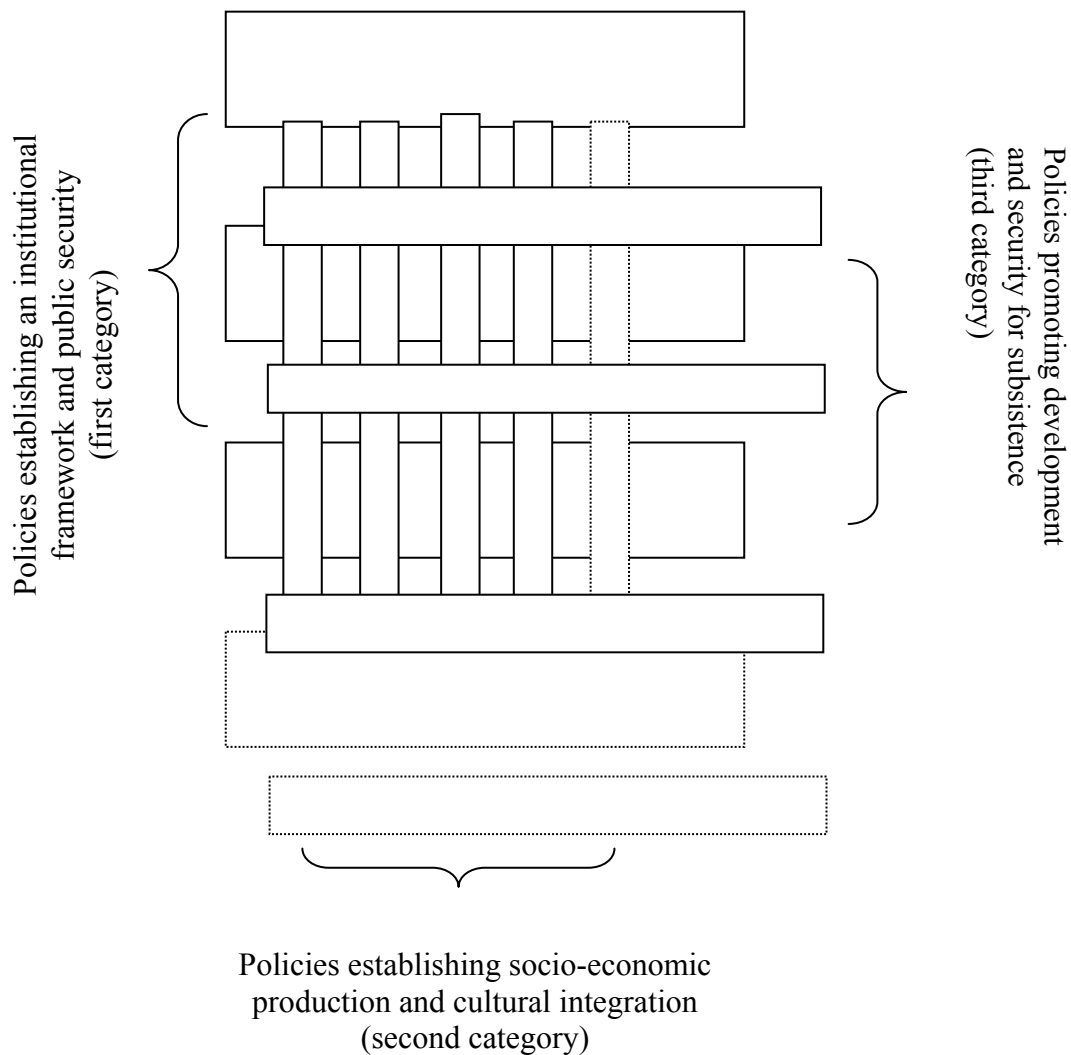 Policies establishing an institutional
framework and public security
(first category)
Policies promoting development
and security for subsistence
(third category)
Policies establishing socio-economic
production and cultural integration
(second category)